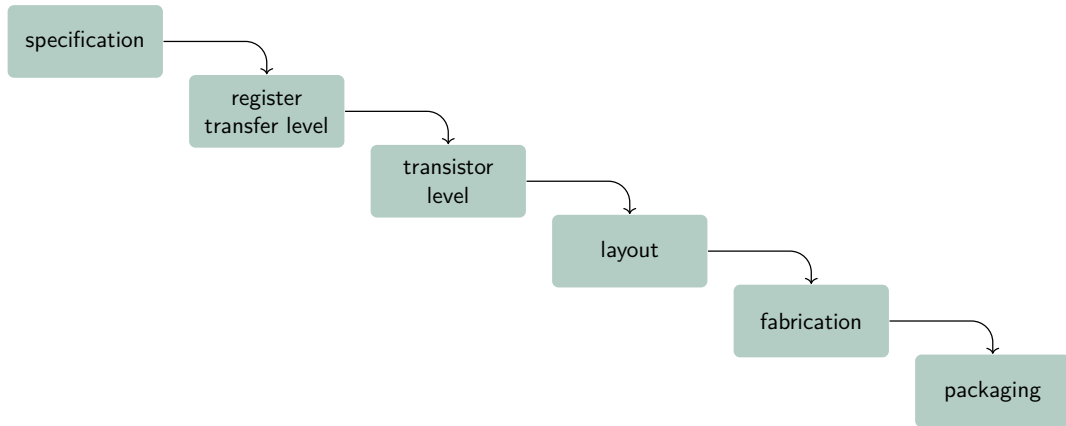 specification
register
transfer level
transistor
level
layout
fabrication
packaging